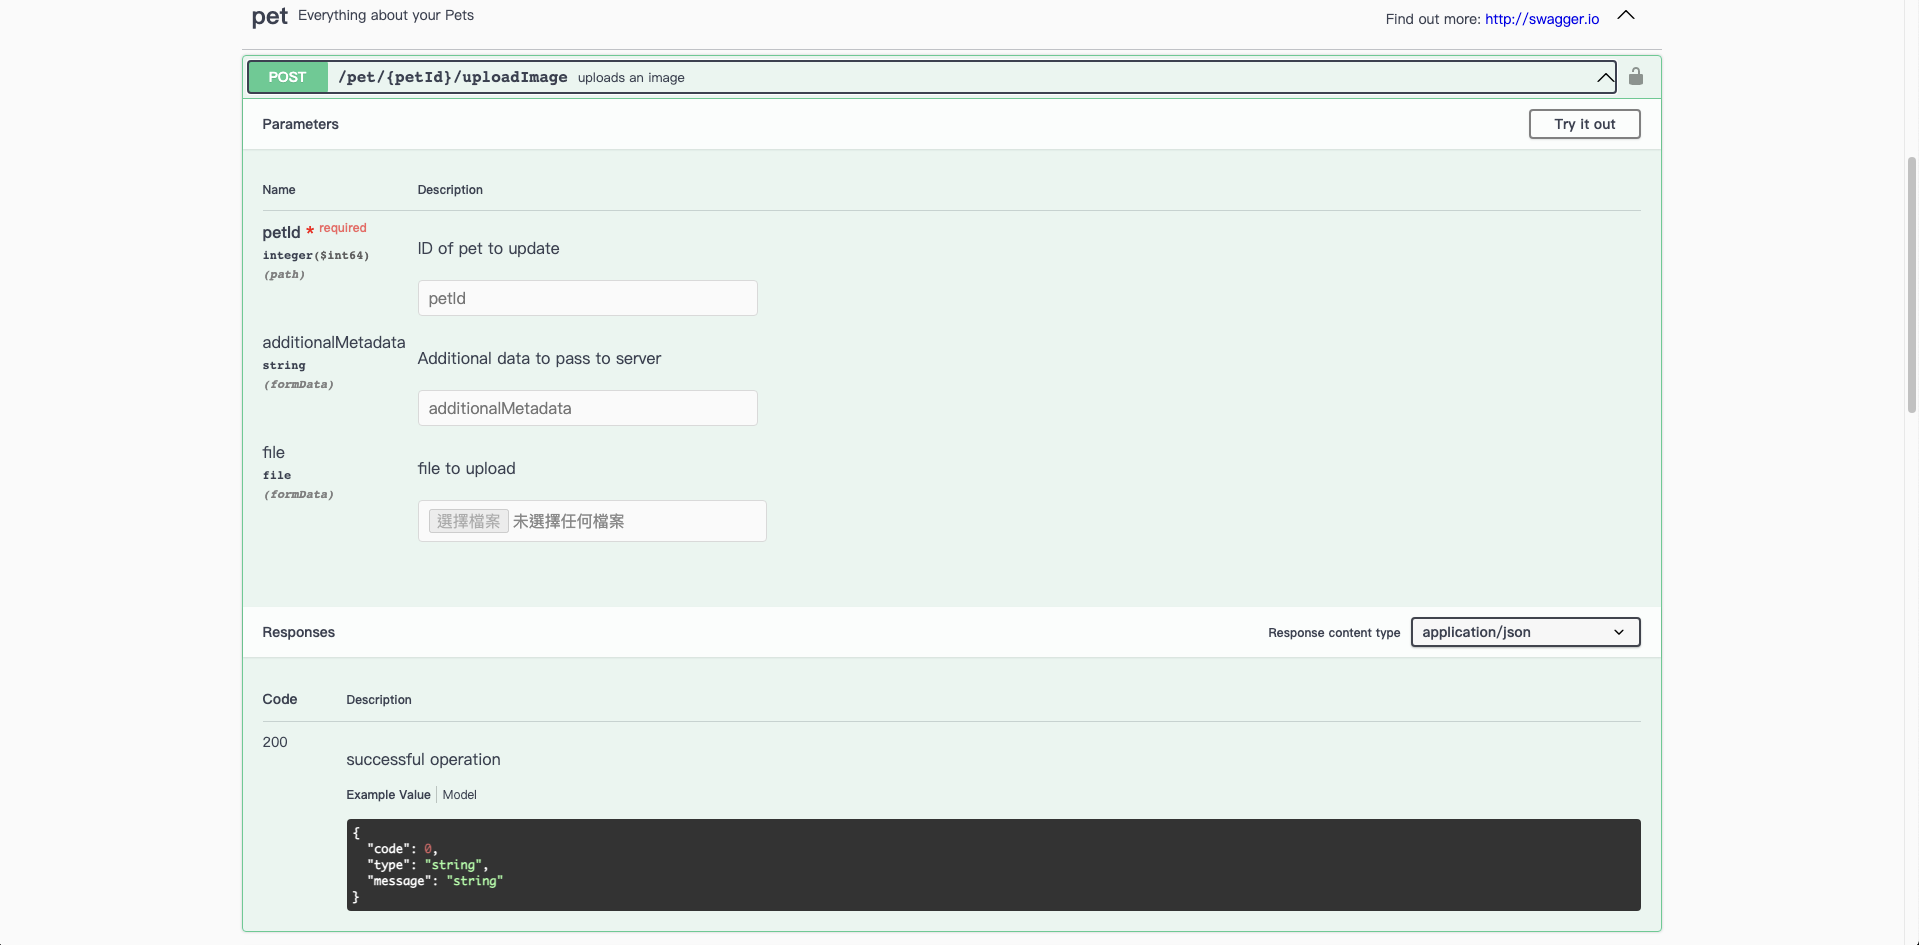 pet Everything about your Pets Find out more: http://swagger.io
POST /pet/{petId}/uploadImage uploads an image
Parameters Try it out
Name Description
petId * required
integer($int64)
(path)
ID of pet to update
petId
additionalMetadata
string
(formData)
Additional data to pass to server
additionalMetadata
file
file
(formData)
file to upload
選擇檔案 未選擇任何檔案
Responses Response content type application/json
Code Description
200
successful operation
Example Value Model
{
"code": 0,
"type": "string",
"message": "string"
}